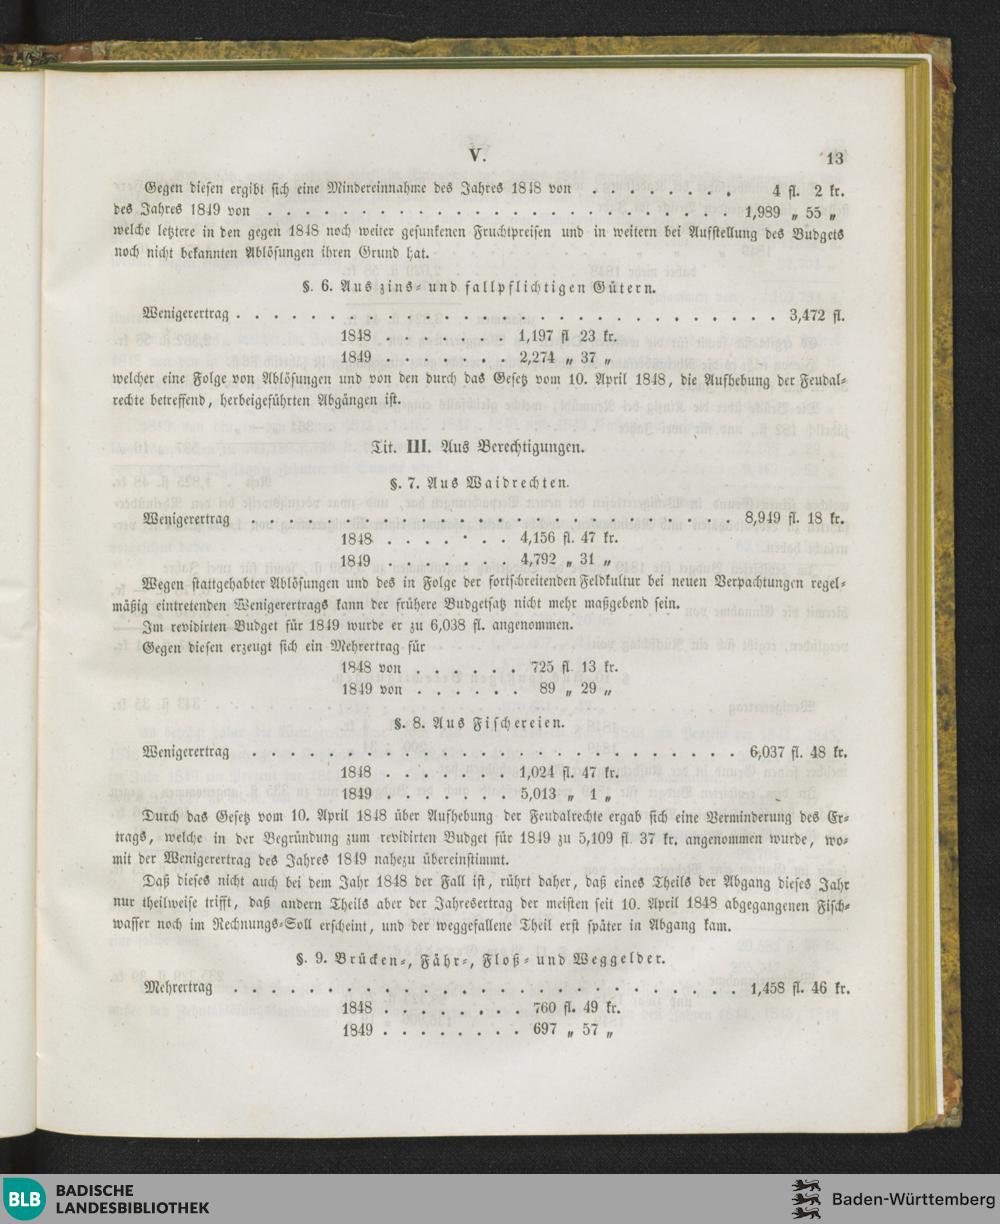 V. 13
Gegen diesen ergibt sich eine Mindereinnahme des Jahres 1848 von . . . . . . . . 4 fl. 2 kr.
des Jahres 1849 von . . . . . . . . . . . . . . . . . . . . . . . 1,989 „ 55 „
welche letztere in den gegen 1848 noch weiter gesunkenen Fruchtpreisen und in weitern bei Aufstellung des Budgets
noch nicht bekannten Ablösungen ihren Grund hat.
§. 6. Aus zins- und fallpflichtigen Gütern.
Wenigerertrag . . . . . . . . . . . . . . . . . . . . . . . . . . . . 3,472 fl.
1848 . . . . . . . 1,197 fl 23 kr.
1849 . . . . . . . 2,274 „ 37 „
welcher eine Folge von Ablösungen und von den durch das Gesetz vom 10. April 1848, die Aufhebung der Feudal-
rechte betreffend, herbeigeführten Abgängen ist.
Tit. III. Aus Berechtigungen.
§. 7. Aus Waidrechten.
Wenigerertrag . . . . . . . . . . . . . . . . . . . . . . . . 8,949 fl. 18 kr.
1848 . . . . . . . 4,156 fl. 47 kr.
1849 . . . . . . . 4,792 „ 31 „
Wegen stattgehabter Ablösungen und des in Folge der fortschreitenden Feldkultur bei neuen Verpachtungen regel-
mäßig eintretenden Wenigerertrags kann der frühere Budgetsatz nicht mehr maßgebend sein.
Im revidirten Budget für 1849 wurde er zu 6,038 fl. angenommen.
Gegen diesen erzeugt sich ein Mehrertrag für
1848 von . . . . . . 725 fl 13 kr.
1849 von . . . . . . 89 „ 29 „
§. 8. Aus Fischereien.
Wenigerertrag . . . . . . . . . . . . . . . . . . . . . . . . 6,037 fl. 48 kr.
1848 . . . . . . . 1,024 fl. 47 kr.
1849 . . . . . . . 5,013 „ 1 „
Durch das Gesetz vom 10. April 1848 über Aufhebung der Feudalrechte ergab sich eine Verminderung des Er-
trags, welche in der Begründung zum revidirten Budget für 1849 zu 5,109 fl. 37 kr. angenommen wurde, wo-
mit der Wenigerertrag des Jahres 1849 nahezu übereinstimmt.
Daß dieses nicht auch bei dem Jahr 1848 der Fall ist, rührt daher, daß eines Theils der Abgang dieses Jahr
nur theilweise trifft, daß andern Theils aber der Jahresertrag der meisten seit 10. April 1848 abgegangenen Fisch-
wasser noch im Rechnungs-Soll erscheint, und der weggefallene Theil erst später in Abgang kam.
§. 9. Brücken-, Fähr-, Floß- und Weggelder.
Mehrertrag . . . . . . . . . . . . . . . . . . . . . . . . . 1,458 fl. 46 kr.
1848 . . . . . . . . 760 fl. 49 kr.
1849 . . . . . . . . 697 „ 57 „
BLB BADISCHE
LANDESBIBLIOTHEK
Baden-Württemberg